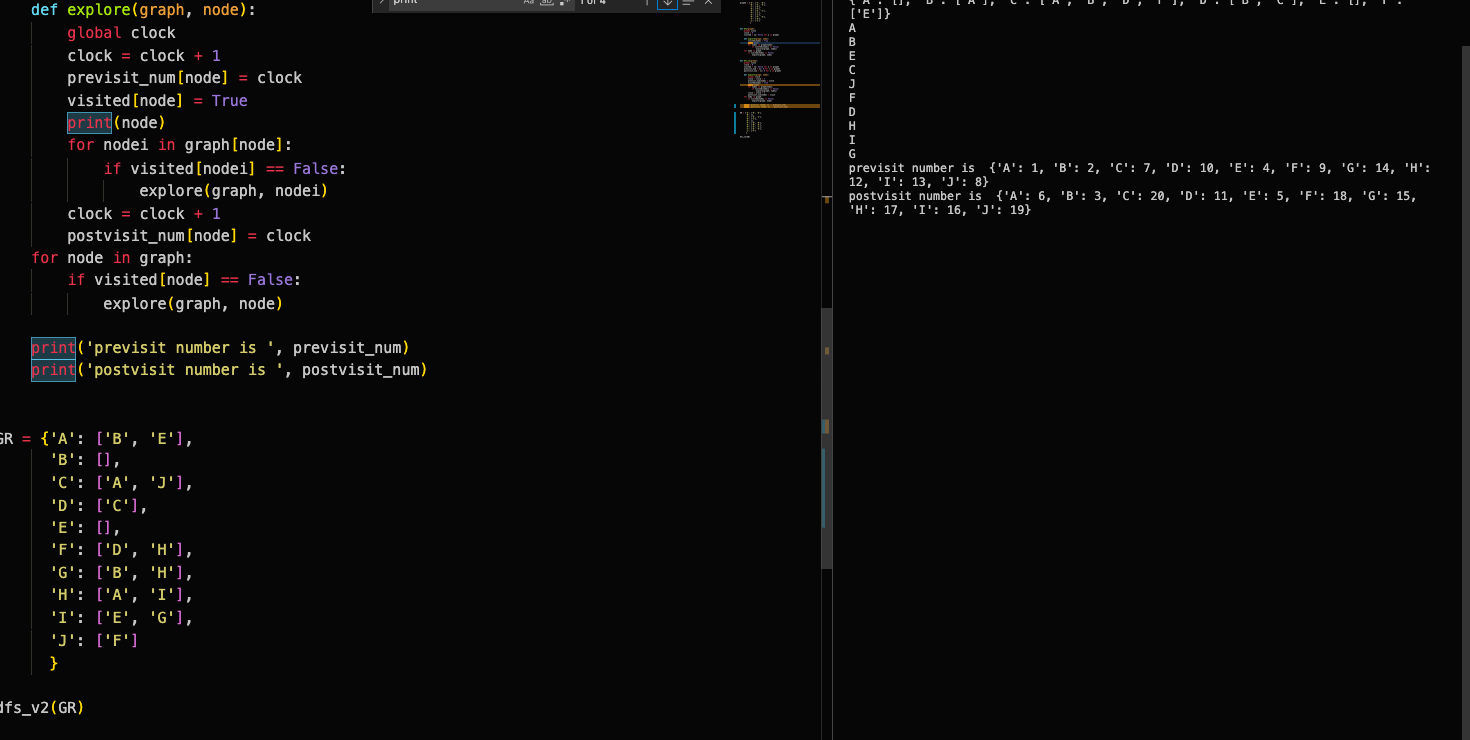 def explore(graph, node):
global clock
clock = clock + 1
previsit_num[node] = clock
visited[node] = True
print(node)
for nodei in graph[node]:
if visited[nodei] == False:
explore(graph, nodei)
clock = clock + 1
postvisit_num[node] = clock
for node in graph:
if visited[node] == False:
explore(graph, node)
print('previsit number is ', previsit_num)
print('postvisit number is ', postvisit_num)
GR = {'A': ['B', 'E'],
'B': [],
'C': ['A', 'J'],
'D': ['C'],
'E': [],
'F': ['D', 'H'],
'G': ['B', 'H'],
'H': ['A', 'I'],
'I': ['E', 'G'],
'J': ['F']
}
dfs_v2(GR)
print
['E']}
A
B
E
C
J
F
D
H
I
G
previsit number is  {'A': 1, 'B': 2, 'C': 7, 'D': 10, 'E': 4, 'F': 9, 'G': 14, 'H':
12, 'I': 13, 'J': 8}
postvisit number is  {'A': 6, 'B': 3, 'C': 20, 'D': 11, 'E': 5, 'F': 18, 'G': 15,
'H': 17, 'I': 16, 'J': 19}